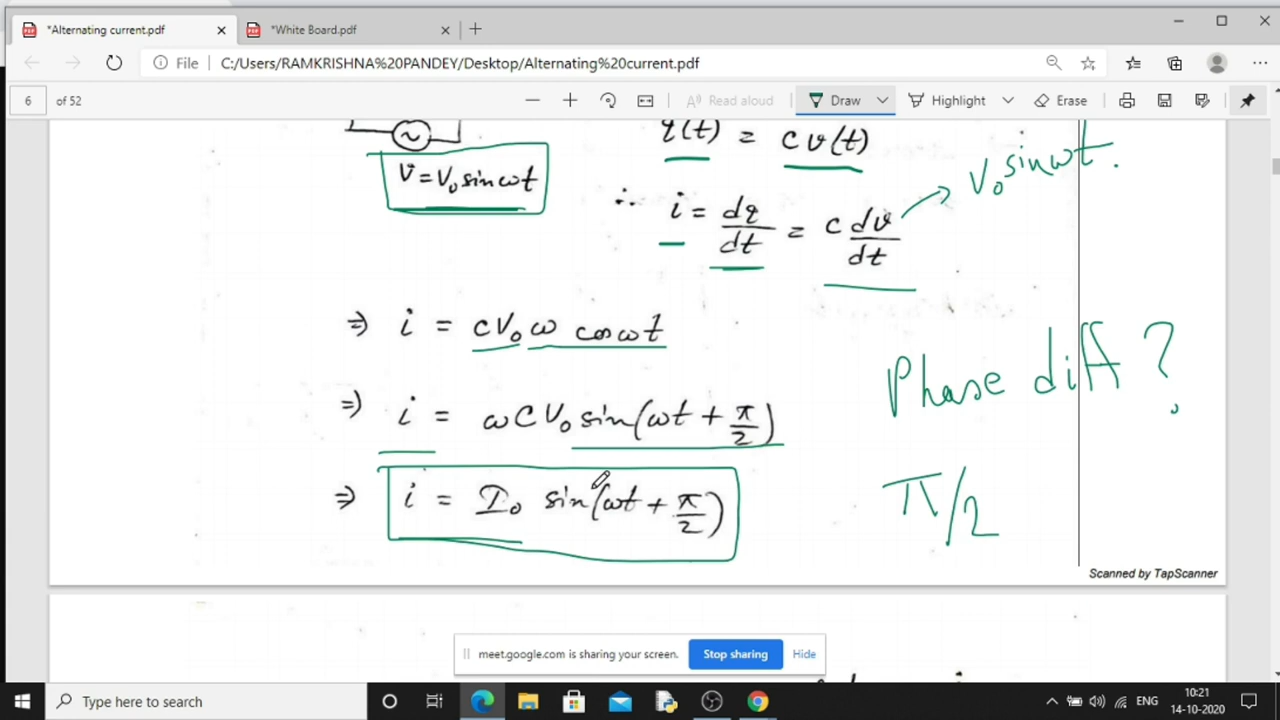 *Alternating current.pdf
*White Board.pdf
File C:/Users/RAMKRISHNA%20PANDEY/Desktop/Alternating%20current.pdf
6 of 52
Read aloud Draw Highlight Erase
q(t) = cv(t)
V = V₀ sin ωt
V₀ sin ωt.
∴ i = dq/dt = c dv/dt
⇒ i = cV₀ω cos ωt
Phase diff ?
⇒ i = ωCV₀ sin(ωt + π/2)
⇒ i = I₀ sin(ωt + π/2)
π/2
Scanned by TapScanner
meet.google.com is sharing your screen. Stop sharing Hide
Type here to search
ENG
10:21
14-10-2020